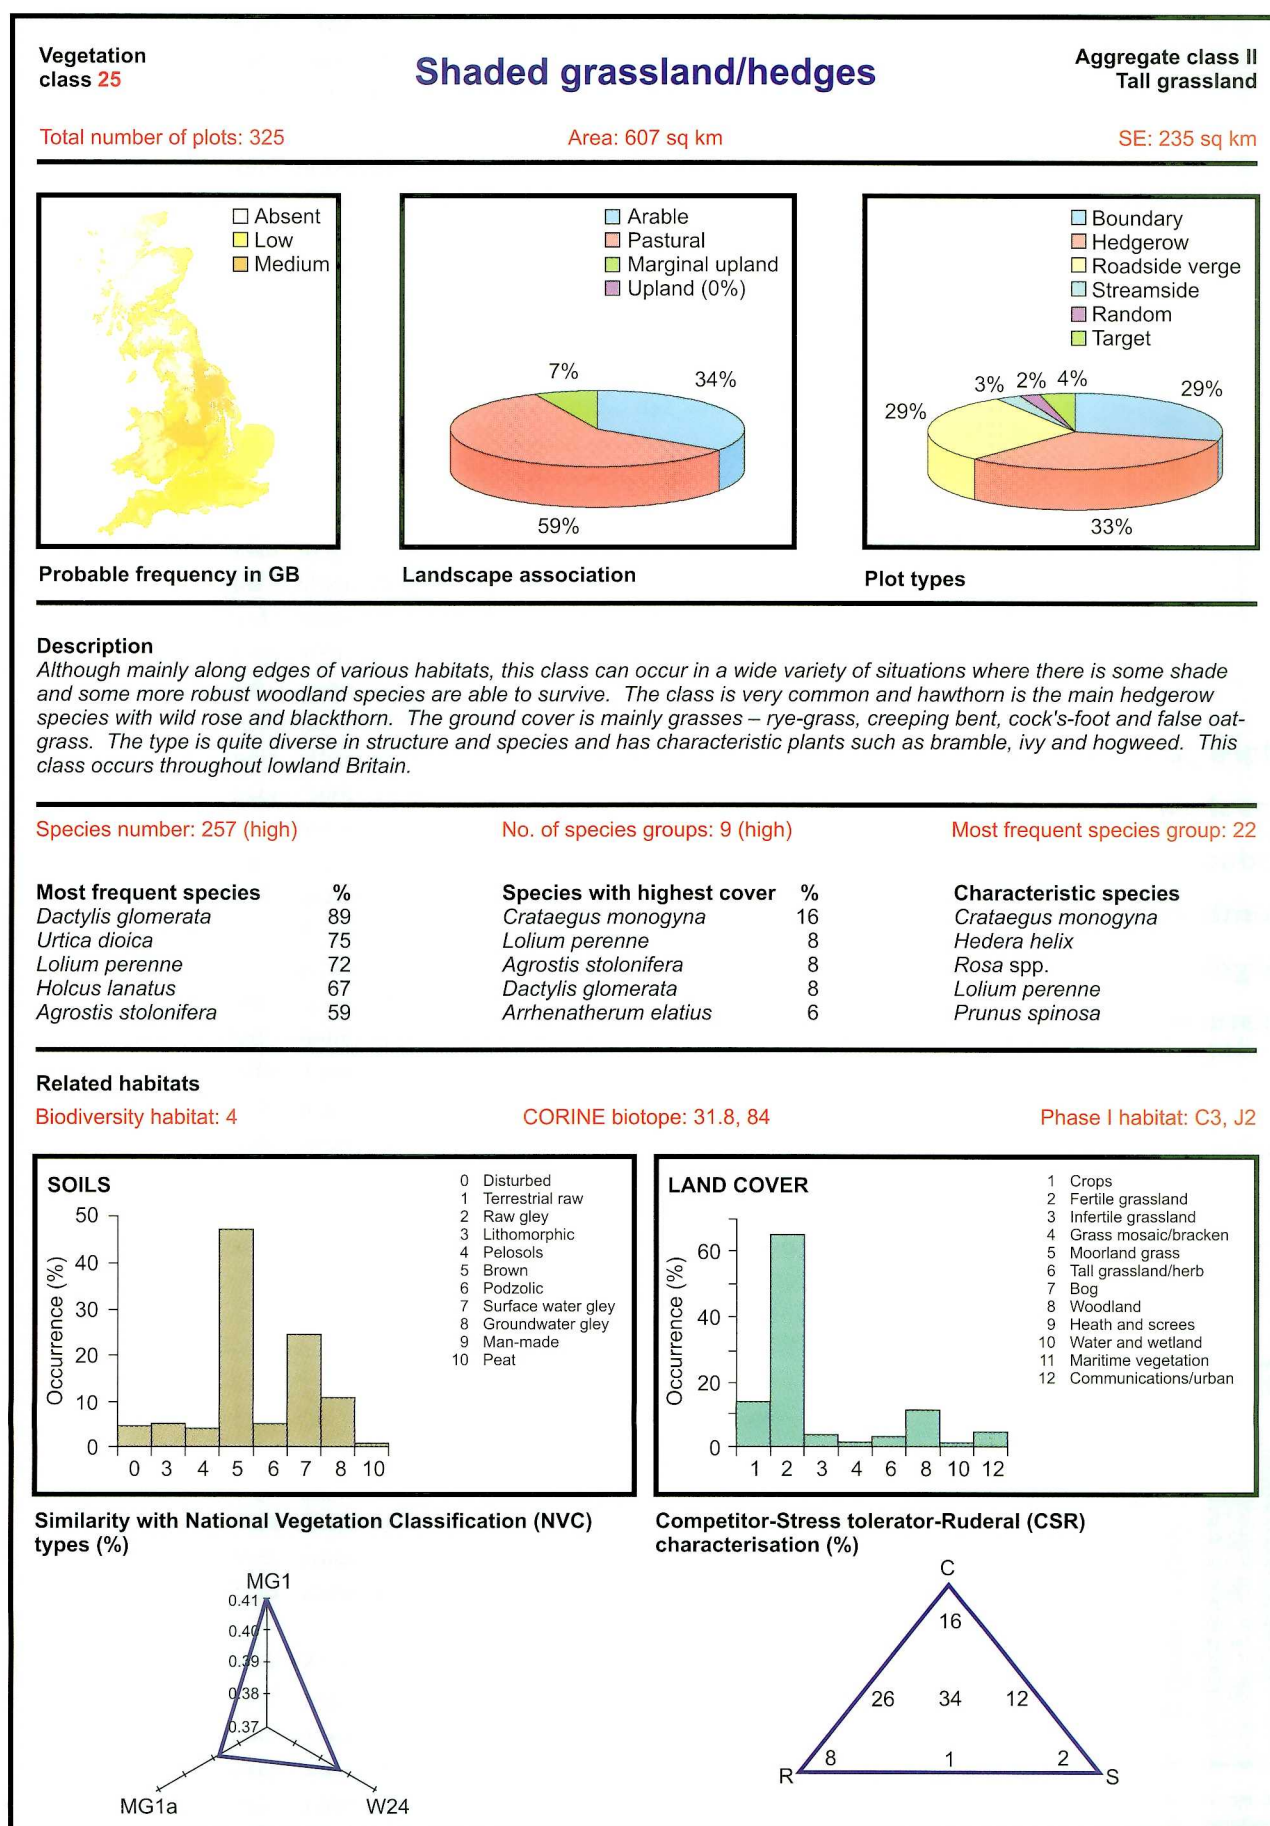 Vegetation
class 25
Shaded grassland/hedges
Aggregate class II
Tall grassland
Total number of plots: 325
Area: 607 sq km
SE: 235 sq km
Absent
Low
Medium
Probable frequency in GB
Arable
Pastural
Marginal upland
Upland (0%)
7%
34%
59%
Landscape association
Boundary
Hedgerow
Roadside verge
Streamside
Random
Target
3% 2% 4%
29%
29%
33%
Plot types
Description
Although mainly along edges of various habitats, this class can occur in a wide variety of situations where there is some shade
and some more robust woodland species are able to survive. The class is very common and hawthorn is the main hedgerow
species with wild rose and blackthorn. The ground cover is mainly grasses – rye-grass, creeping bent, cock's-foot and false oat-
grass. The type is quite diverse in structure and species and has characteristic plants such as bramble, ivy and hogweed. This
class occurs throughout lowland Britain.
Species number: 257 (high)
No. of species groups: 9 (high)
Most frequent species group: 22
Most frequent species %
Dactylis glomerata 89
Urtica dioica 75
Lolium perenne 72
Holcus lanatus 67
Agrostis stolonifera 59
Species with highest cover %
Crataegus monogyna 16
Lolium perenne 8
Agrostis stolonifera 8
Dactylis glomerata 8
Arrhenatherum elatius 6
Characteristic species
Crataegus monogyna
Hedera helix
Rosa spp.
Lolium perenne
Prunus spinosa
Related habitats
Biodiversity habitat: 4
CORINE biotope: 31.8, 84
Phase I habitat: C3, J2
SOILS
50
40
30
20
10
0
Occurrence (%)
0 3 4 5 6 7 8 10
0 Disturbed
1 Terrestrial raw
2 Raw gley
3 Lithomorphic
4 Pelosols
5 Brown
6 Podzolic
7 Surface water gley
8 Groundwater gley
9 Man-made
10 Peat
LAND COVER
60
40
20
0
Occurrence (%)
1 2 3 4 6 8 10 12
1 Crops
2 Fertile grassland
3 Infertile grassland
4 Grass mosaic/bracken
5 Moorland grass
6 Tall grassland/herb
7 Bog
8 Woodland
9 Heath and screes
10 Water and wetland
11 Maritime vegetation
12 Communications/urban
Similarity with National Vegetation Classification (NVC)
types (%)
MG1
0.41
0.40
0.39
0.38
0.37
MG1a
W24
Competitor-Stress tolerator-Ruderal (CSR)
characterisation (%)
C
16
26 34 12
8 1 2
R S